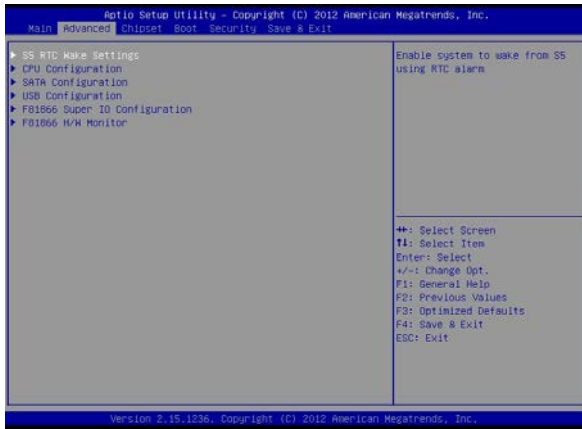 Aptio Setup Utility - Copyright (C) 2012 American Megatrends, Inc.
Main Advanced Chipset Boot Security Save & Exit
S5 RTC Wake Settings
CPU Configuration
SATA Configuration
USB Configuration
F81866 Super IO Configuration
F81866 H/W Monitor
Enable system to wake from S5
using RTC alarm
↔: Select Screen
↑↓: Select Item
Enter: Select
+/-: Change Opt.
F1: General Help
F2: Previous Values
F3: Optimized Defaults
F4: Save & Exit
ESC: Exit
Version 2.15.1236. Copyright (C) 2012 American Megatrends, Inc.